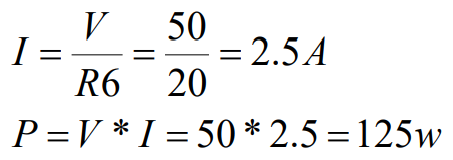 I = V/R6 = 50/20 = 2.5A
P = V * I = 50 * 2.5 = 125w